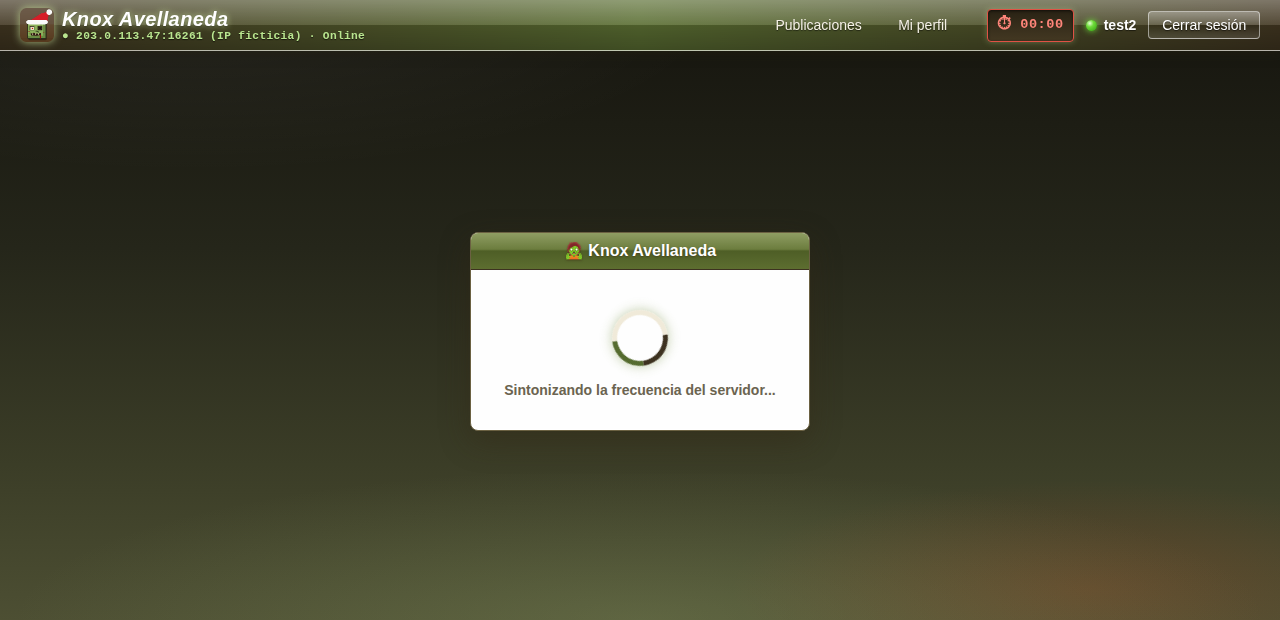 Knox Avellaneda
● 203.0.113.47:16261 (IP ficticia) · Online
Publicaciones
Mi perfil
⏱ 00:00
test2
Cerrar sesión
🧟 Knox Avellaneda
Sintonizando la frecuencia del servidor...